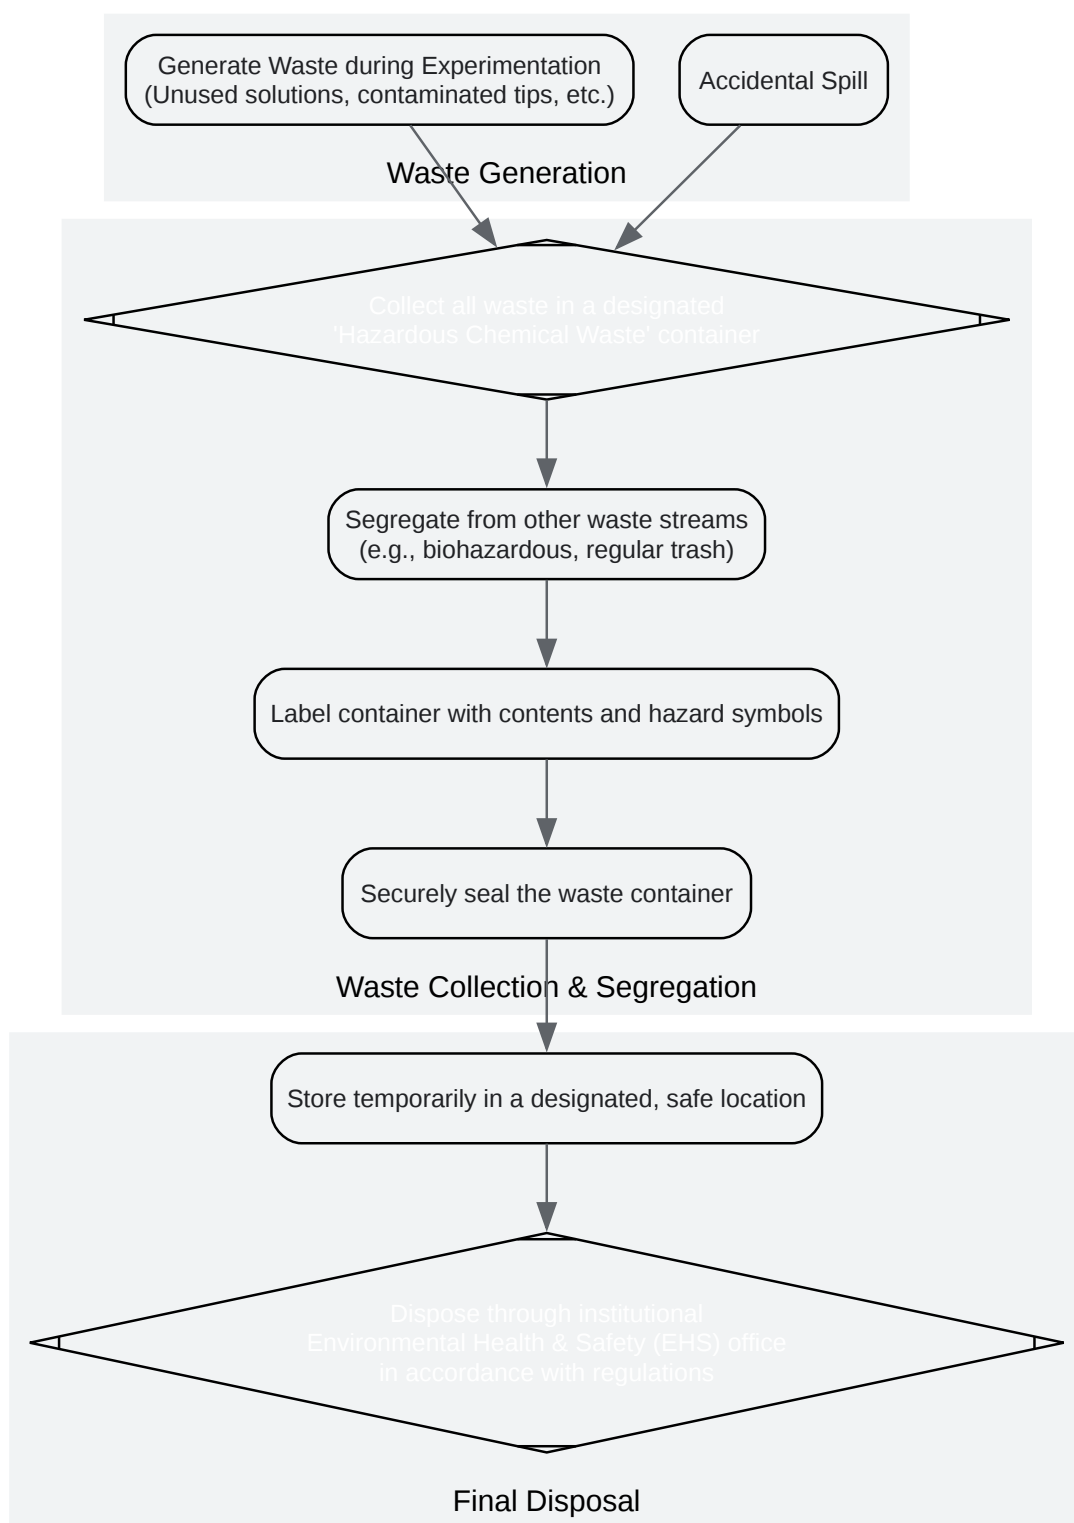 Generate Waste during Experimentation
(Unused solutions, contaminated tips, etc.)
Accidental Spill
Waste Generation
Collect all waste in a designated
'Hazardous Chemical Waste' container
Segregate from other waste streams
(e.g., biohazardous, regular trash)
Label container with contents and hazard symbols
Securely seal the waste container
Waste Collection & Segregation
Store temporarily in a designated, safe location
Dispose through institutional
Environmental Health & Safety (EHS) office
in accordance with regulations
Final Disposal